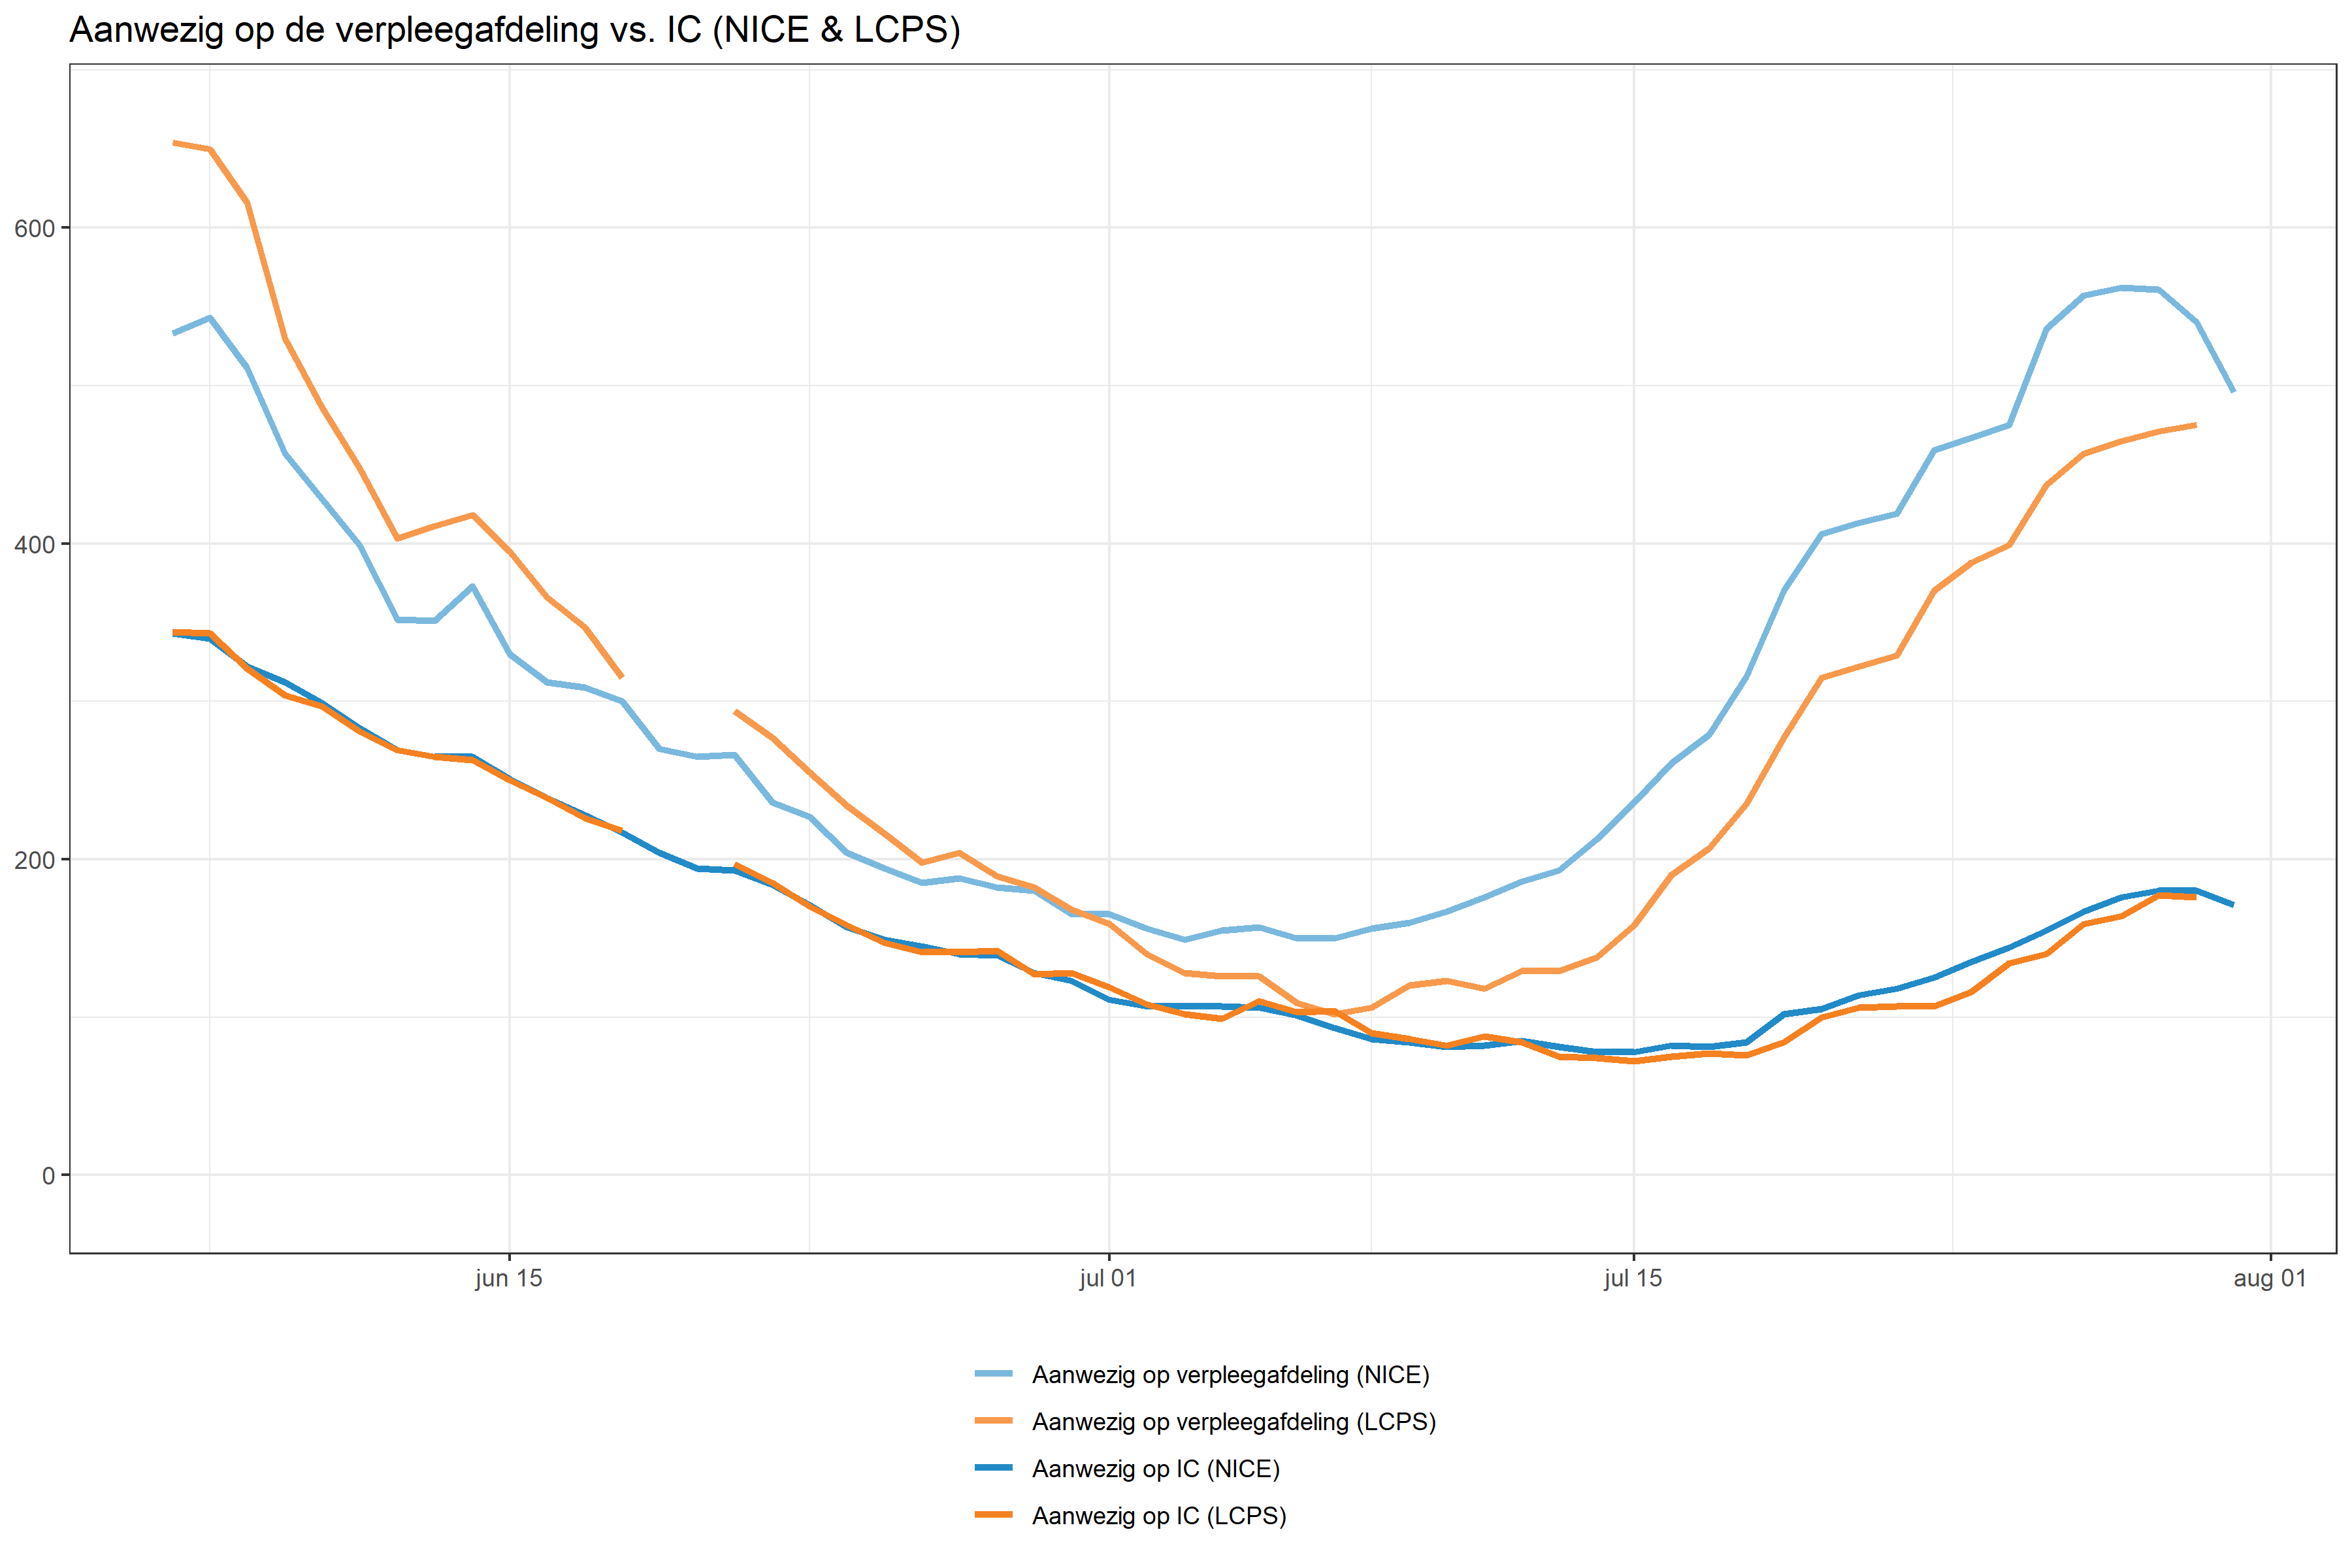 Aanwezig op de verpleegafdeling vs. IC (NICE & LCPS)
600
400
200
0
jun 15
jul 01
jul 15
aug 01
Aanwezig op verpleegafdeling (NICE)
Aanwezig op verpleegafdeling (LCPS)
Aanwezig op IC (NICE)
Aanwezig op IC (LCPS)